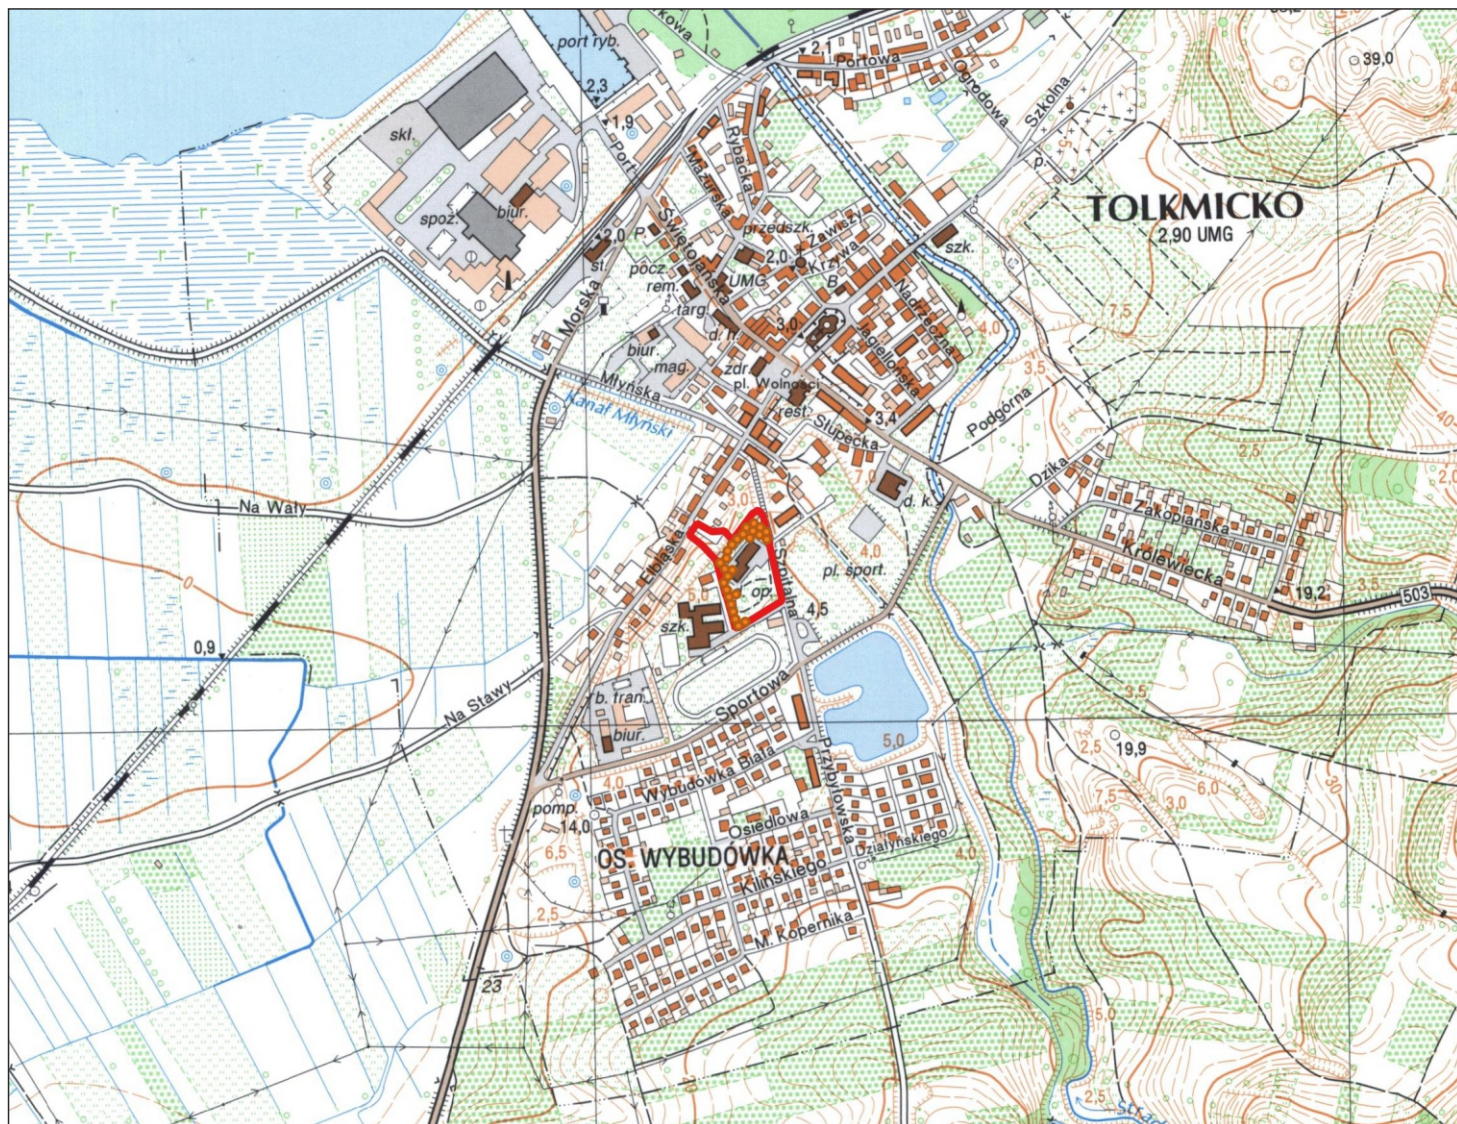 port ryb.
2,1
Portowa
39,0
2,3
1,9
Port
Ogrodowa
Szkolna
skł.
Rybacka
Mazurska
p.
TOLKMICKO
2,90 UMG
spoż.
biur.
P.
Świętojańska
przedszk.
Zawiszy
szk.
2,0
st.
pocz.
rem.
UMG
2,0
Krzywa
B
7,5
Morska
targ.
d. h.
3,0
Nadrzeczna
4,0
biur.
mag.
zdr.
Jagiellońska
3,5
Młyńska
pl. Wolności
Kanał Młyński
rest.
Słupecka
3,4
Podgórna
2,5
Dzika
Na Wały
3,0
d. k.
Zakopiańska
Królewiecka
4,0
Elbląska
pl. sport.
0
5,0
op.
Szpitalna
19,2
3,5
503
szk.
4,5
0,9
Na Stawy
b. fran.
Sportowa
3,5
biur.
5,0
2,5
19,9
4,0
Wybudówka Biała
Przybyłowska
7,5
6,0
3,0
30
pomp.
14,0
Osiedlowa
Działyńskiego
6,5
OS. WYBUDÓWKA
4,0
Kilińskiego
2,5
M. Kopernika
23
5,0
2,5
Strad